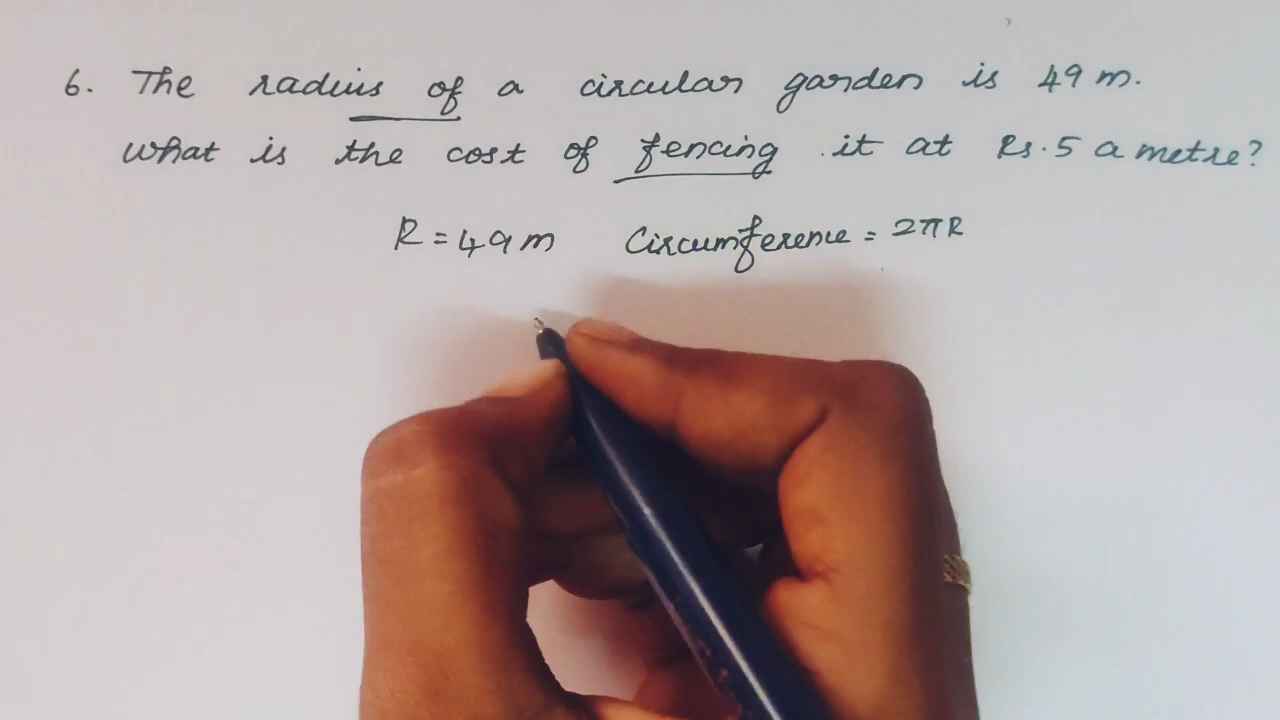 6. The radius of a circular garden is 49 m.
What is the cost of fencing it at Rs.5 a metre?
R = 49 m Circumference = 2πR